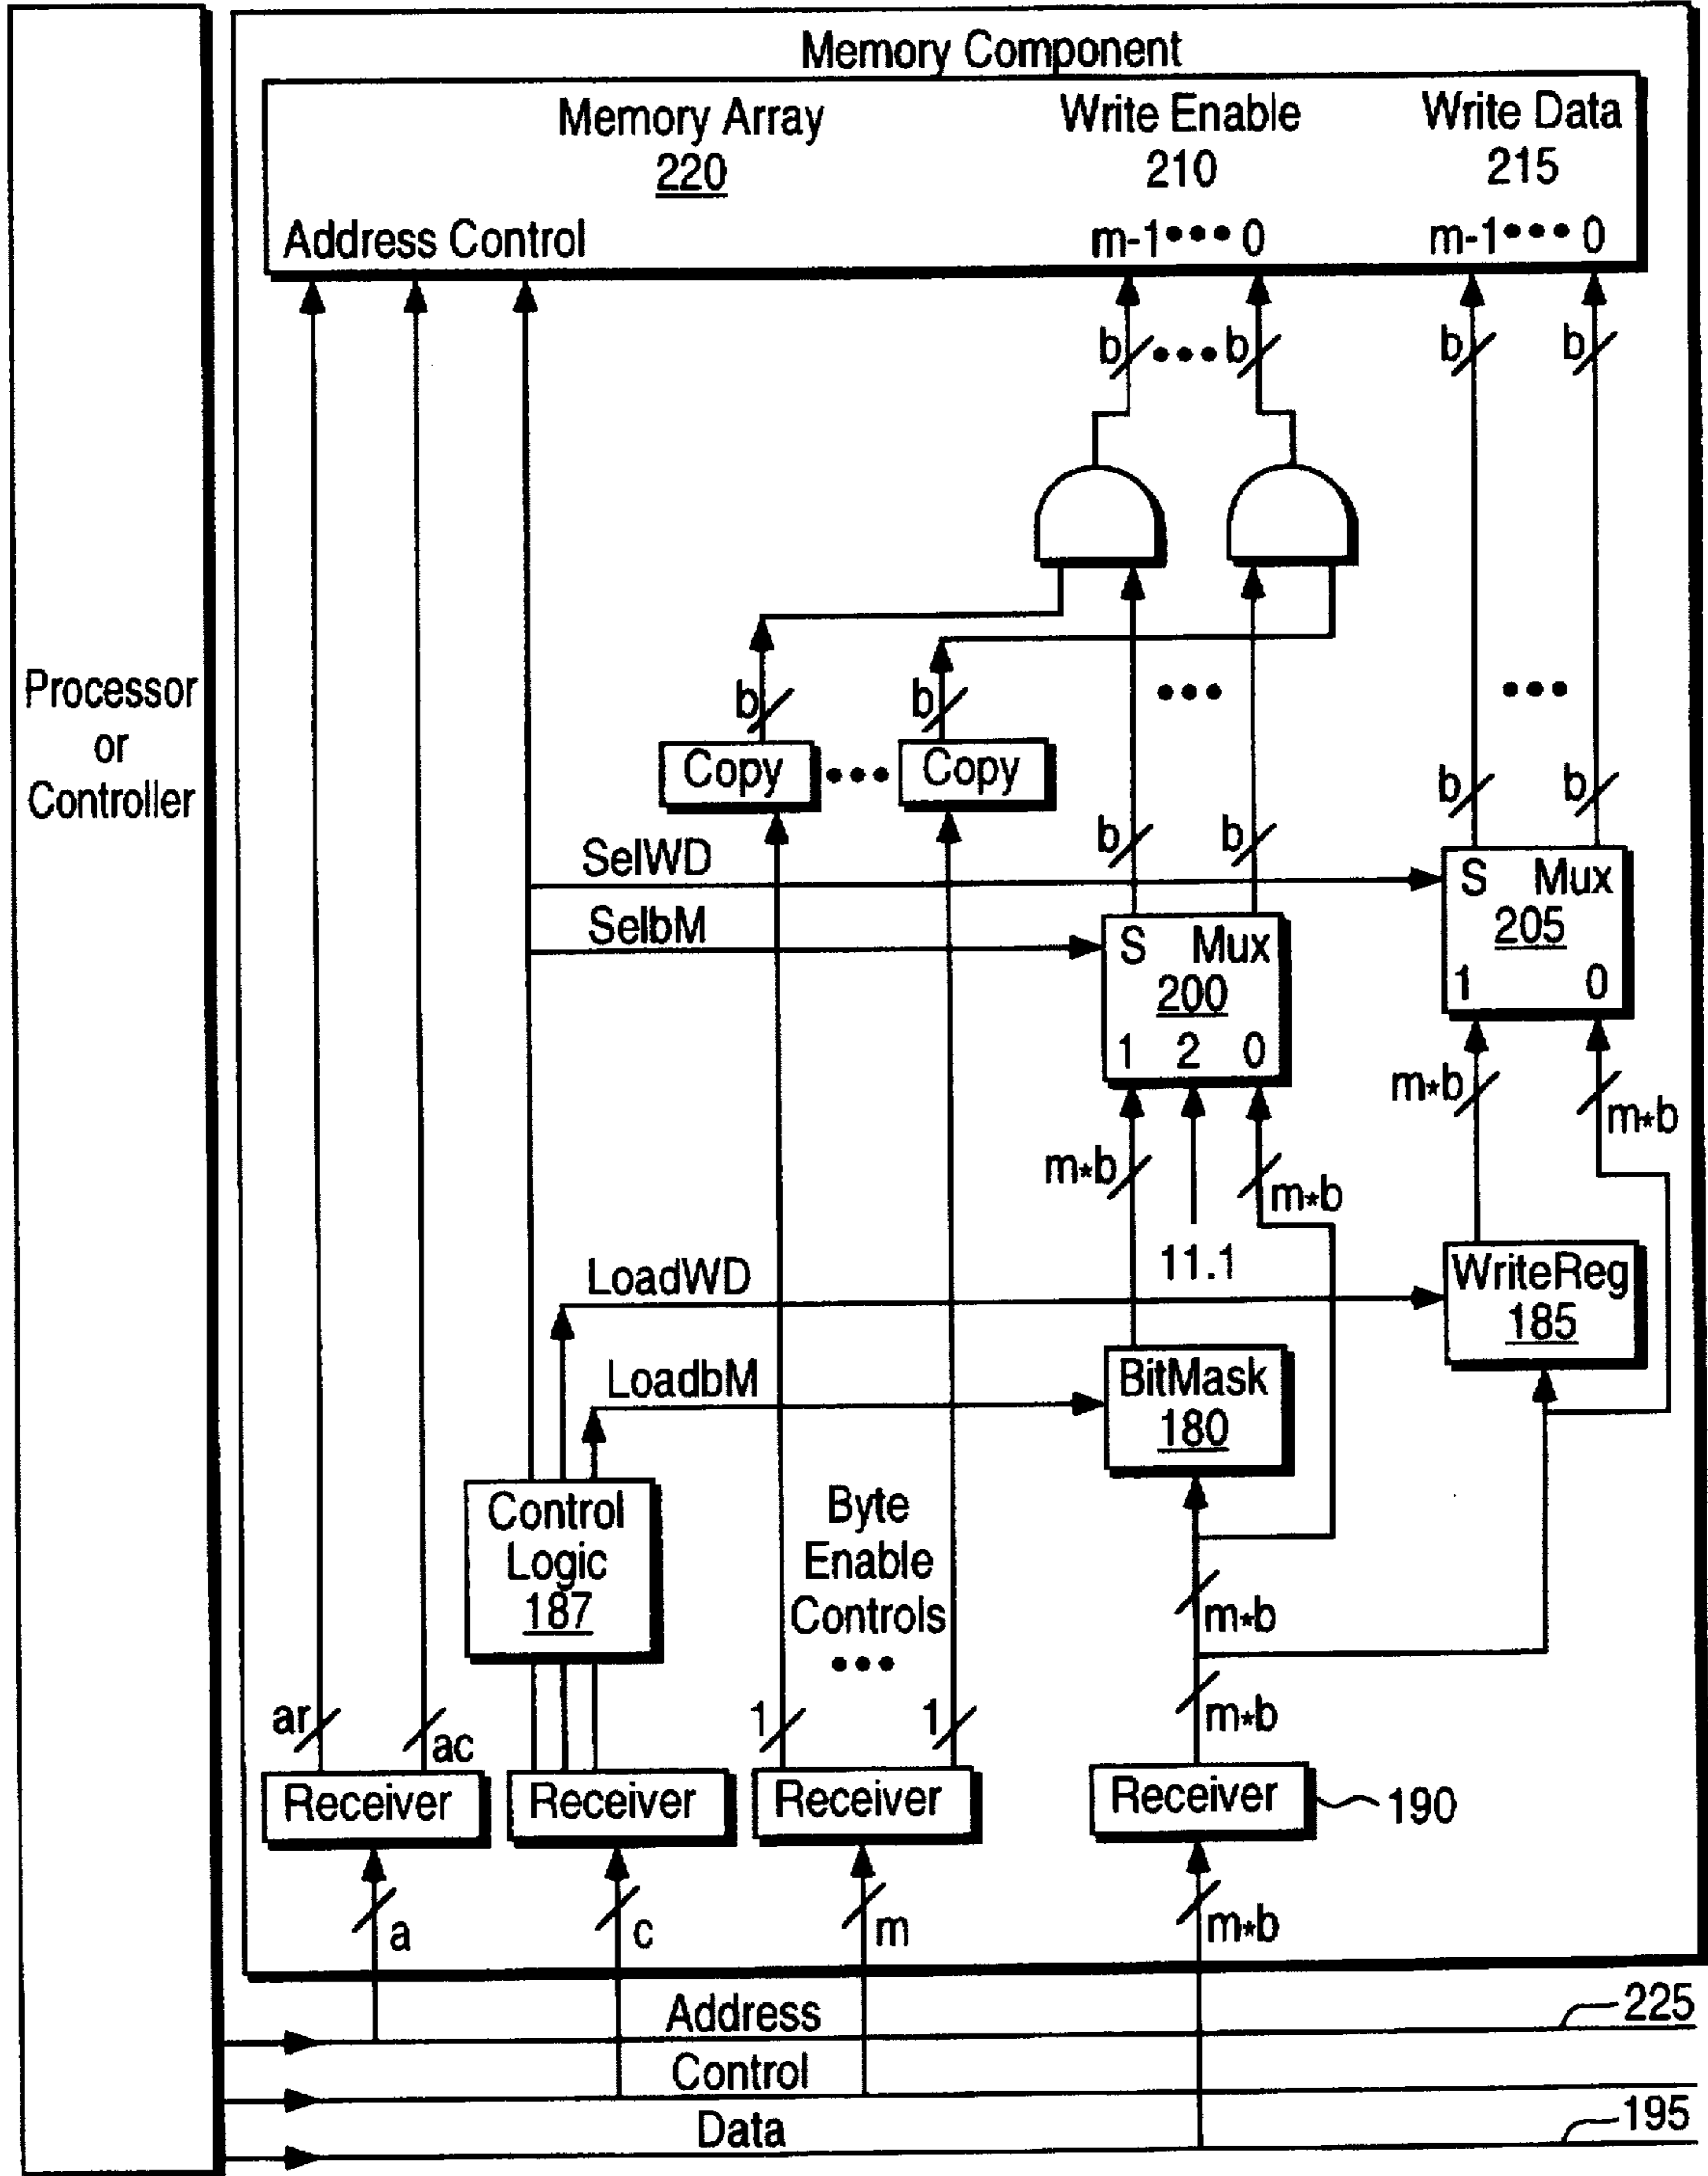 Memory Component
Memory Array
220
Write Enable
210
Write Data
215
Address Control
m-1••• 0
m-1••• 0
b ••• b
b
b
Processor
or
Controller
b
b
•••
•••
Copy ••• Copy
b
b
b
b
SelWD
S Mux
205
1 0
SelbM
S Mux
200
1 2 0
m*b
m*b
m*b
m*b
11.1
LoadWD
WriteReg
185
LoadbM
BitMask
180
Control
Logic
187
Byte
Enable
Controls
•••
m*b
ar
ac
1
1
m*b
Receiver
Receiver
Receiver
Receiver
190
a
c
m
m*b
Address
225
Control
Data
195